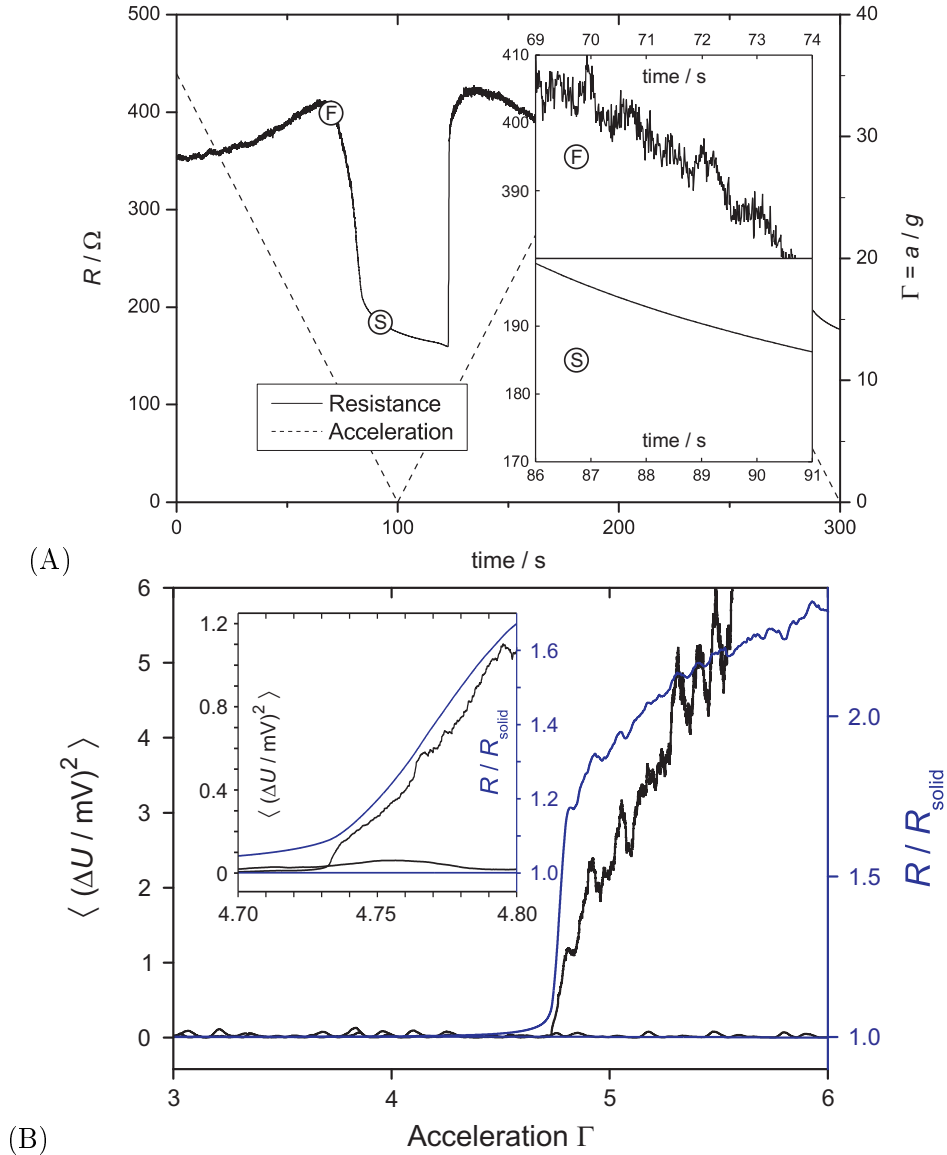 500
400
300
200
100
0
R / Ω
40
30
20
10
0
Γ = a / g
69 70 71 72 73 74
time / s
410
400
390
F
190
180
170
S
time / s
86 87 88 89 90 91
F
S
Resistance
Acceleration
0 100 200 300
time / s
(A)
6
5
4
3
2
1
0
⟨ (ΔU / mV)² ⟩
1.2
0.8
0.4
0
⟨ (ΔU / mV)² ⟩
1.6
1.4
1.2
1.0
R / Rsolid
4.70 4.75 4.80
2.0
1.5
1.0
R / Rsolid
3 4 5 6
Acceleration Γ
(B)